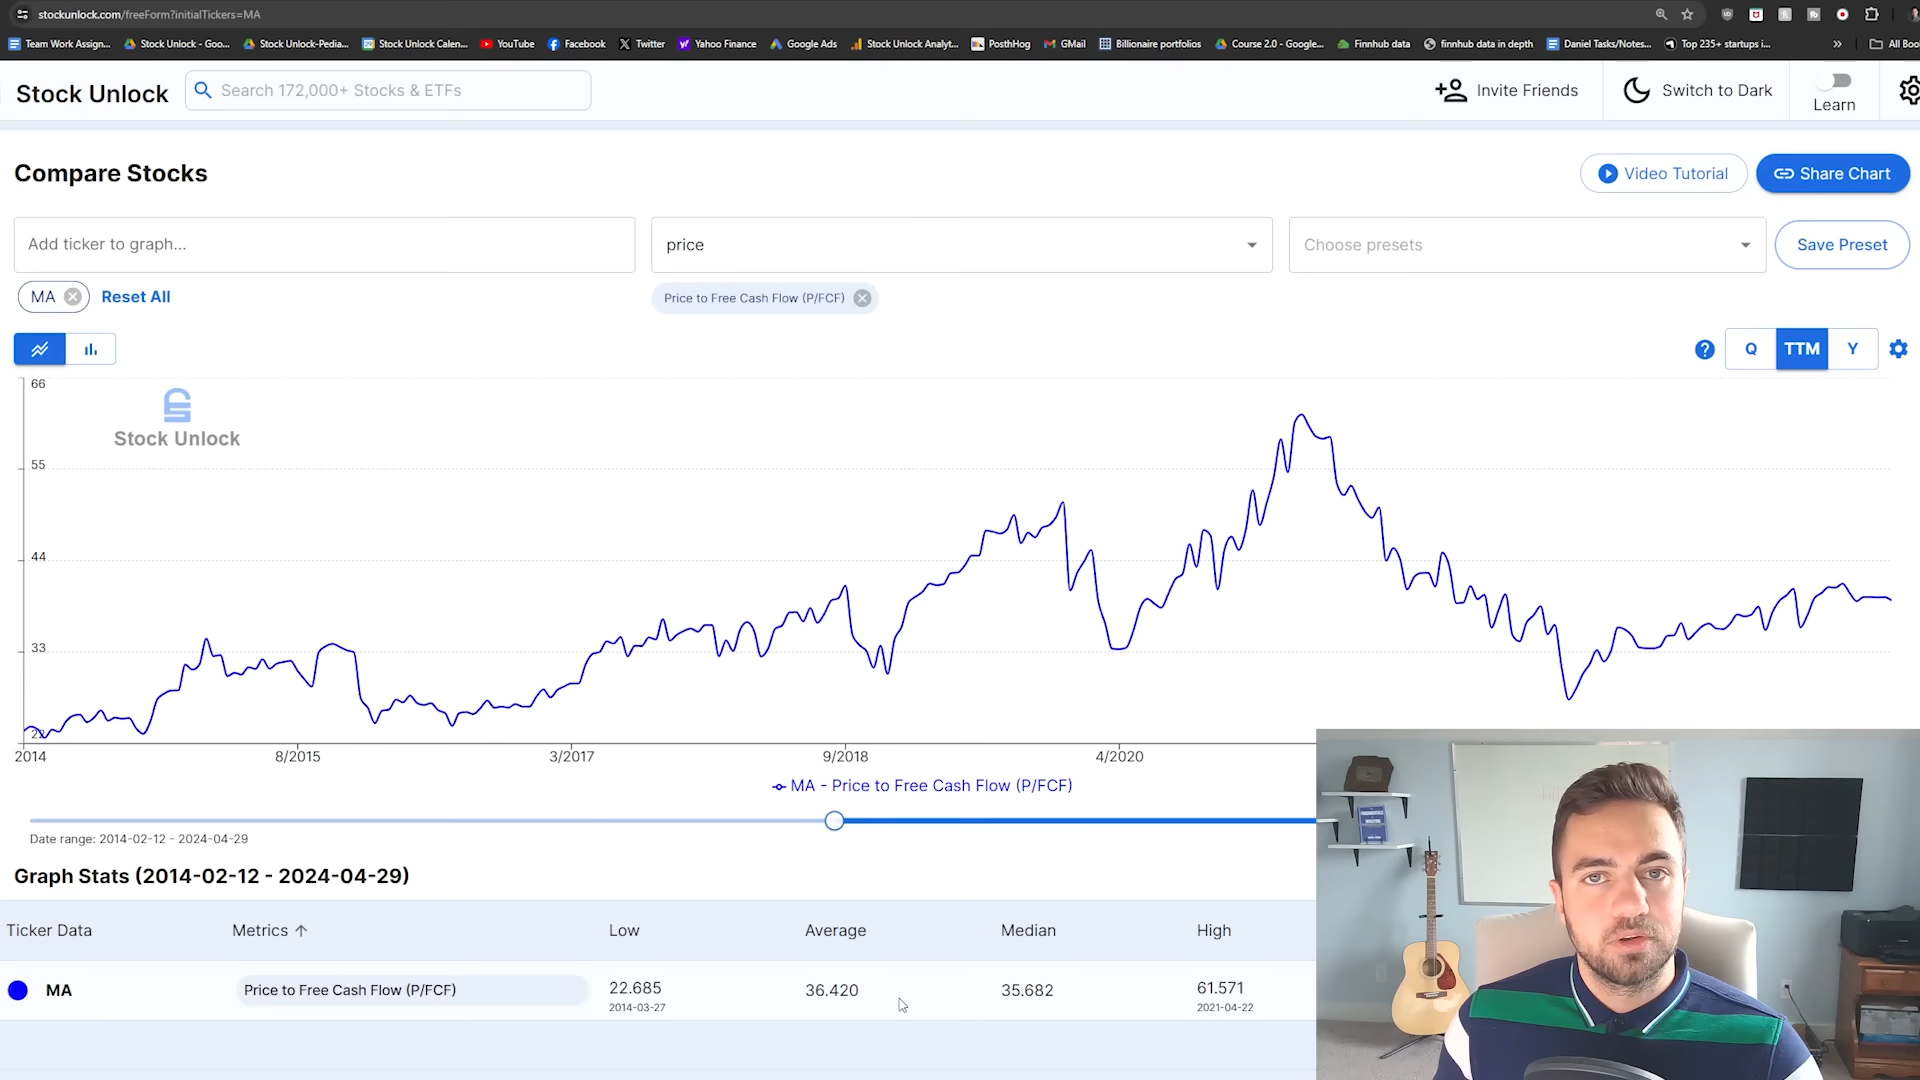 stockunlock.com/freeForm?initialTickers=MA
Team Work Assign... Stock Unlock - Goo... Stock Unlock-Pedia... Stock Unlock Calen... YouTube Facebook Twitter Yahoo Finance Google Ads Stock Unlock Analyt... PostHog GMail Billionaire portfolios Course 2.0 - Google... Finnhub data finnhub data in depth Daniel Tasks/Notes... Top 235+ startups i... » All Boo
Stock Unlock
Search 172,000+ Stocks & ETFs
Invite Friends
Switch to Dark
Learn
Compare Stocks
Video Tutorial
Share Chart
Add ticker to graph...
price
Choose presets
Save Preset
MA
Reset All
Price to Free Cash Flow (P/FCF)
Q TTM Y
66
Stock Unlock
55
44
33
22
2014 8/2015 3/2017 9/2018 4/2020
MA - Price to Free Cash Flow (P/FCF)
Date range: 2014-02-12 - 2024-04-29
Graph Stats (2014-02-12 - 2024-04-29)
Ticker Data Metrics ↑ Low Average Median High
MA Price to Free Cash Flow (P/FCF) 22.685 36.420 35.682 61.571
2014-03-27 2021-04-22